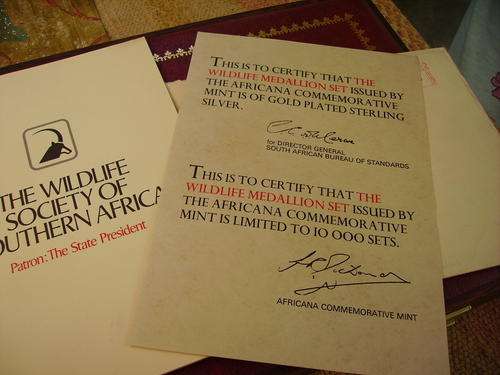 THE WILDLIFE
SOCIETY OF
OUTHERN AFRICA
Patron: The State President
THIS IS TO CERTIFY THAT THE
WILDLIFE MEDALLION SET ISSUED BY
THE AFRICANA COMMEMORATIVE
MINT IS OF GOLD PLATED STERLING
SILVER.
for DIRECTOR GENERAL
SOUTH AFRICAN BUREAU OF STANDARDS
THIS IS TO CERTIFY THAT THE
WILDLIFE MEDALLION SET ISSUED BY
THE AFRICANA COMMEMORATIVE
MINT IS LIMITED TO 10 000 SETS.
AFRICANA COMMEMORATIVE MINT